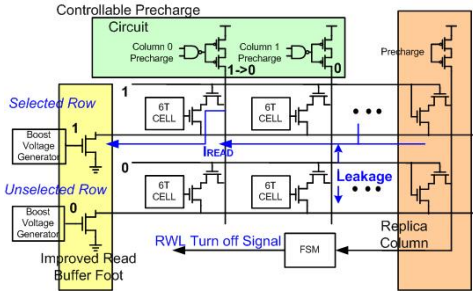 Controllable Precharge
Circuit
Column 0
Precharge
Column 1
Precharge
Precharge
1->0
0
Selected Row
1
6T
CELL
6T
CELL
Boost
Voltage
Generator
1
IREAD
Unselected Row
0
Leakage
6T
CELL
6T
CELL
Boost
Voltage
Generator
0
Improved Read
Buffer Foot
RWL Turn off Signal
FSM
Replica
Column